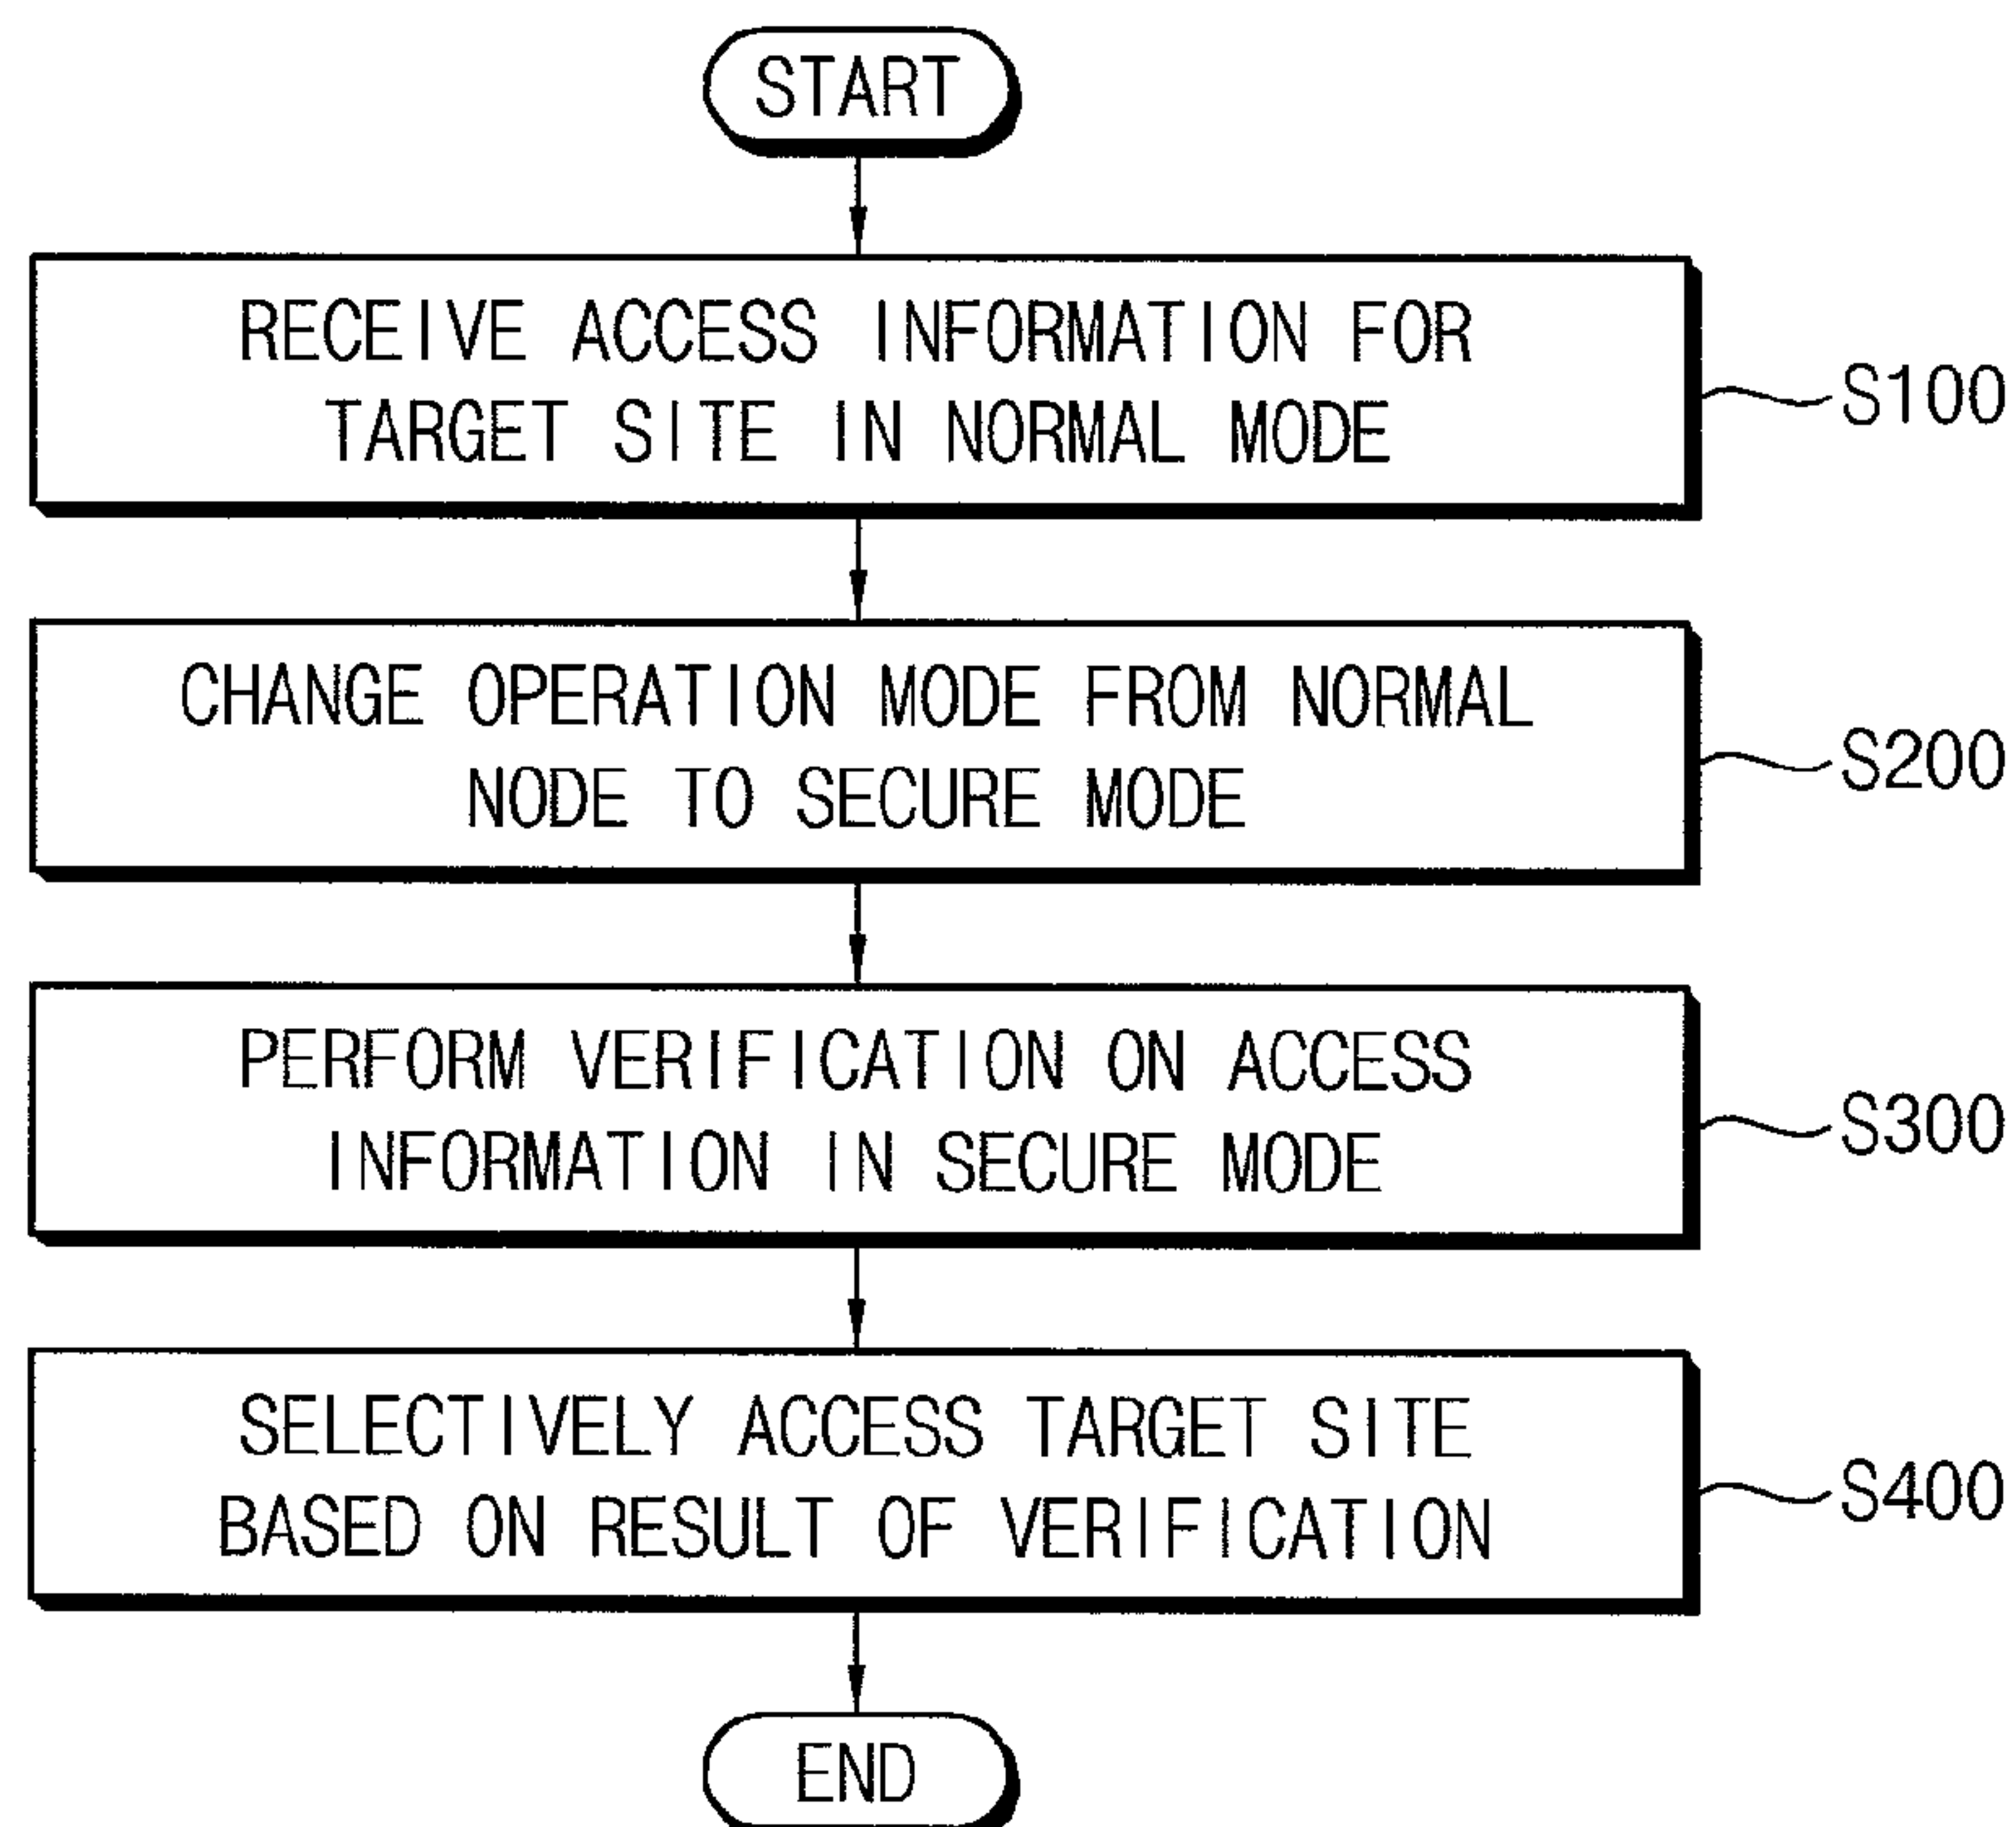 START
RECEIVE ACCESS INFORMATION FOR
TARGET SITE IN NORMAL MODE
S100
CHANGE OPERATION MODE FROM NORMAL
NODE TO SECURE MODE
S200
PERFORM VERIFICATION ON ACCESS
INFORMATION IN SECURE MODE
S300
SELECTIVELY ACCESS TARGET SITE
BASED ON RESULT OF VERIFICATION
S400
END